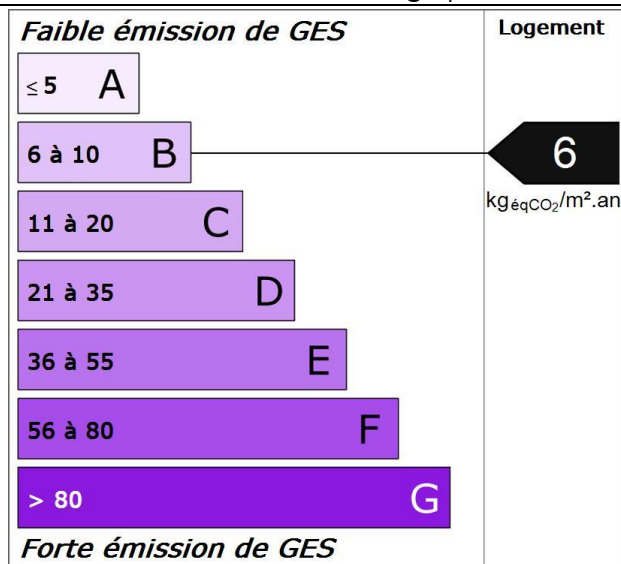 Faible émission de GES
Logement
≤ 5 A
6 à 10 B
6
kgéqCO₂/m².an
11 à 20 C
21 à 35 D
36 à 55 E
56 à 80 F
> 80 G
Forte émission de GES